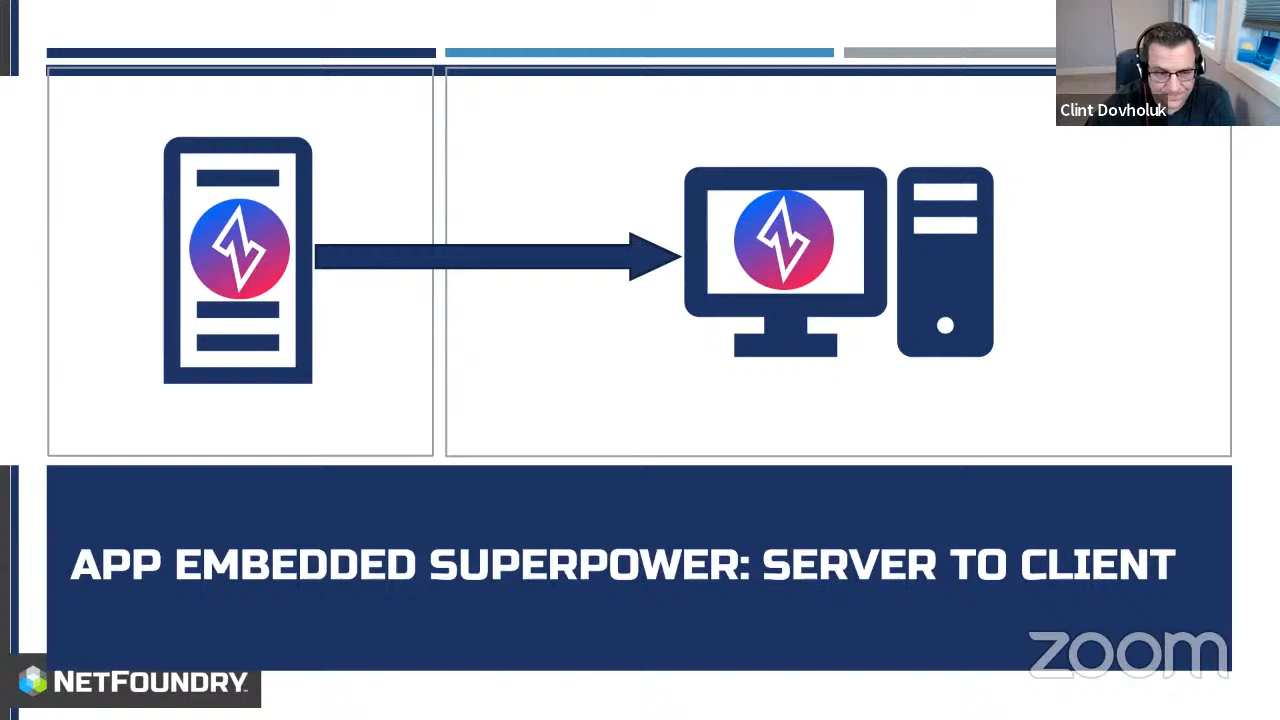 Clint Dovholuk
APP EMBEDDED SUPERPOWER: SERVER TO CLIENT
zoom
NETFOUNDRY